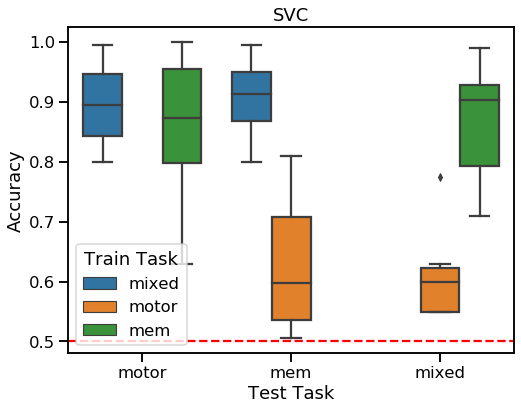 SVC
Accuracy
1.0
0.9
0.8
0.7
0.6
0.5
Train Task
mixed
motor
mem
motor
mem
mixed
Test Task